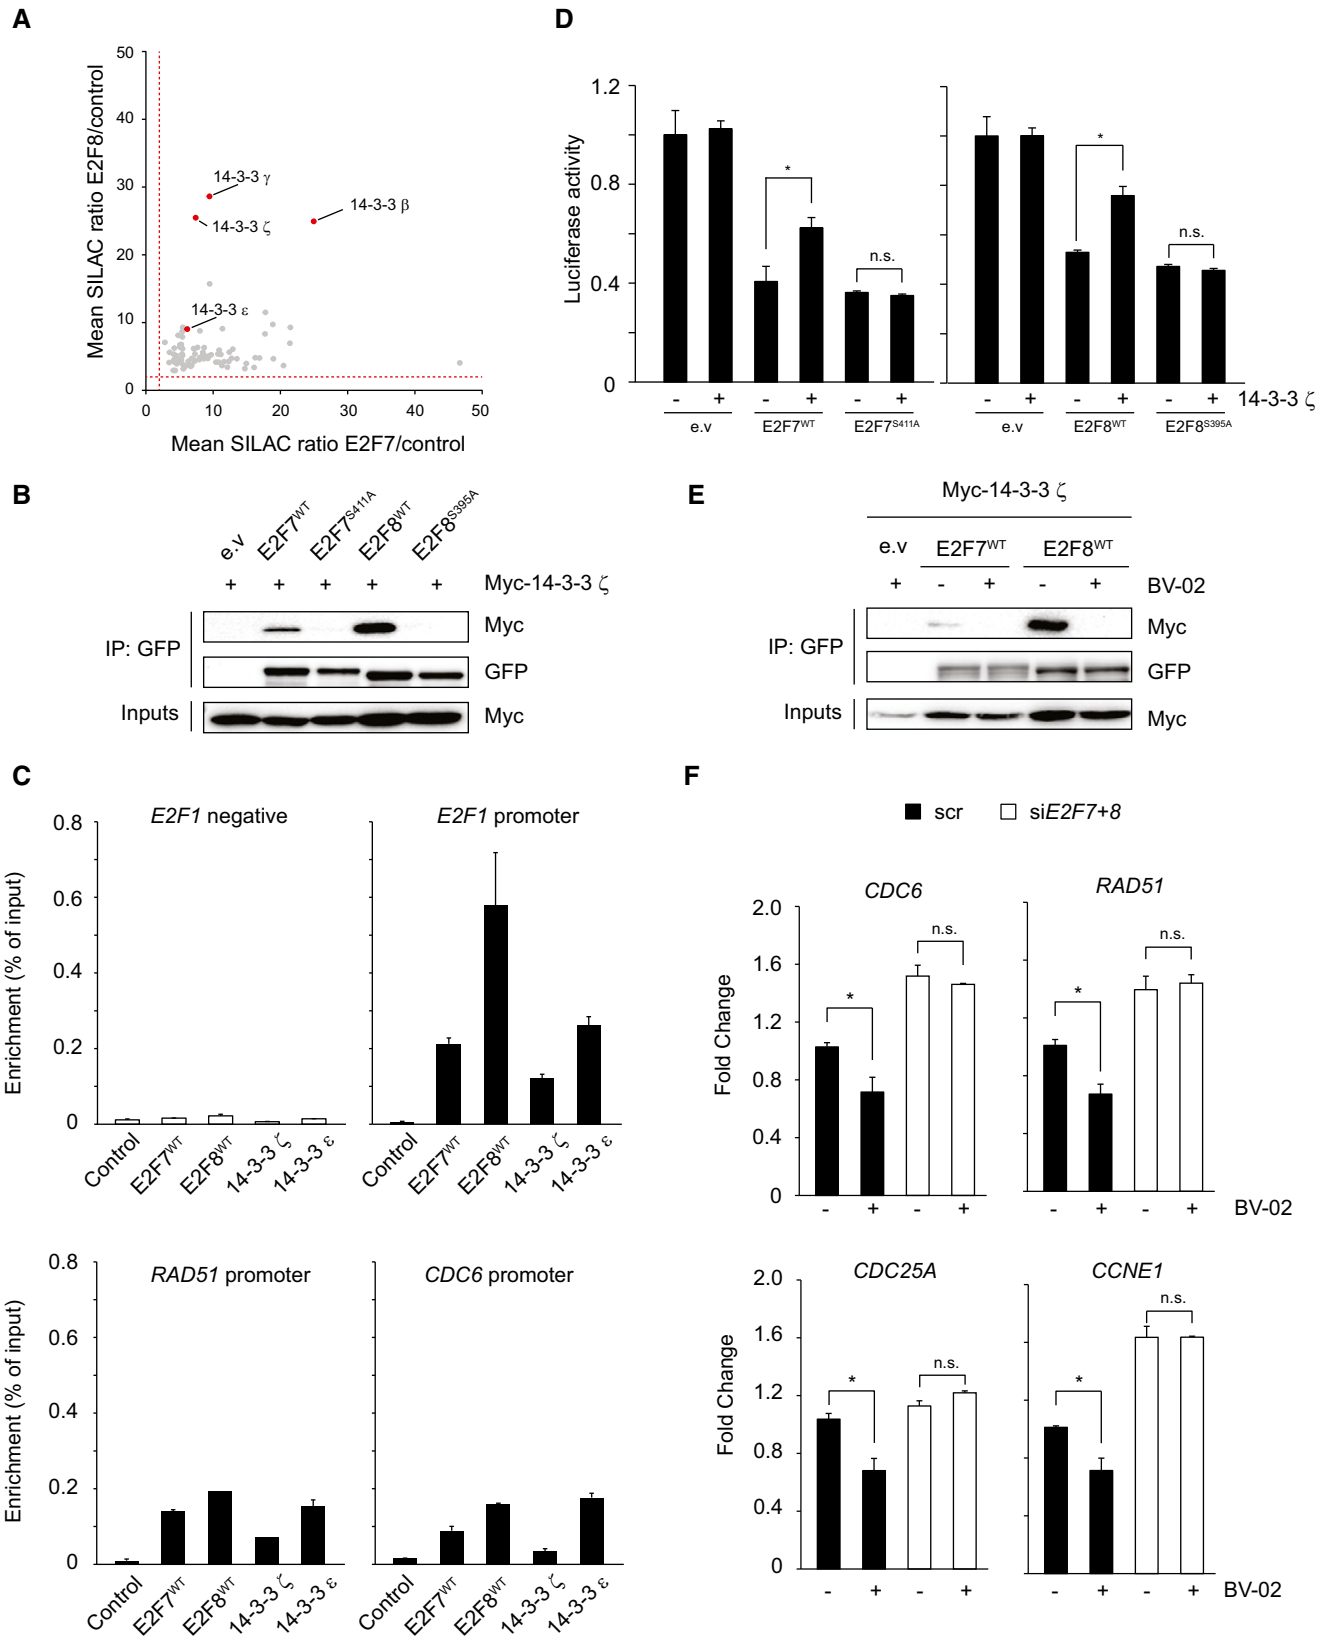 A
Mean SILAC ratio E2F8/control
50
40
30
20
10
0
14-3-3 γ
14-3-3 ζ
14-3-3 β
14-3-3 ε
0 10 20 30 40 50
Mean SILAC ratio E2F7/control
D
Luciferase activity
1.2
0.8
0.4
0
* n.s. * n.s.
- + - + - + - + - + - + 14-3-3 ζ
e.v E2F7WT E2F7S411A e.v E2F8WT E2F8S395A
B
e.v E2F7WT E2F7S411A E2F8WT E2F8S395A
+ + + + + Myc-14-3-3 ζ
IP: GFP
Myc
GFP
Inputs Myc
E
Myc-14-3-3 ζ
e.v E2F7WT E2F8WT
+ - + - + BV-02
IP: GFP
Myc
GFP
Inputs Myc
C
E2F1 negative E2F1 promoter
Enrichment (% of input)
0.8
0.6
0.4
0.2
0
Control E2F7WT E2F8WT 14-3-3 ζ 14-3-3 ε
Control E2F7WT E2F8WT 14-3-3 ζ 14-3-3 ε
RAD51 promoter CDC6 promoter
Enrichment (% of input)
0.8
0.6
0.4
0.2
0
Control E2F7WT E2F8WT 14-3-3 ζ 14-3-3 ε
Control E2F7WT E2F8WT 14-3-3 ζ 14-3-3 ε
F
scr siE2F7+8
CDC6 RAD51
Fold Change
2.0
1.6
1.2
0.8
0.4
0
* n.s. * n.s.
- + - + - + - + BV-02
CDC25A CCNE1
Fold Change
2.0
1.6
1.2
0.8
0.4
0
* n.s. * n.s.
- + - + - + - + BV-02